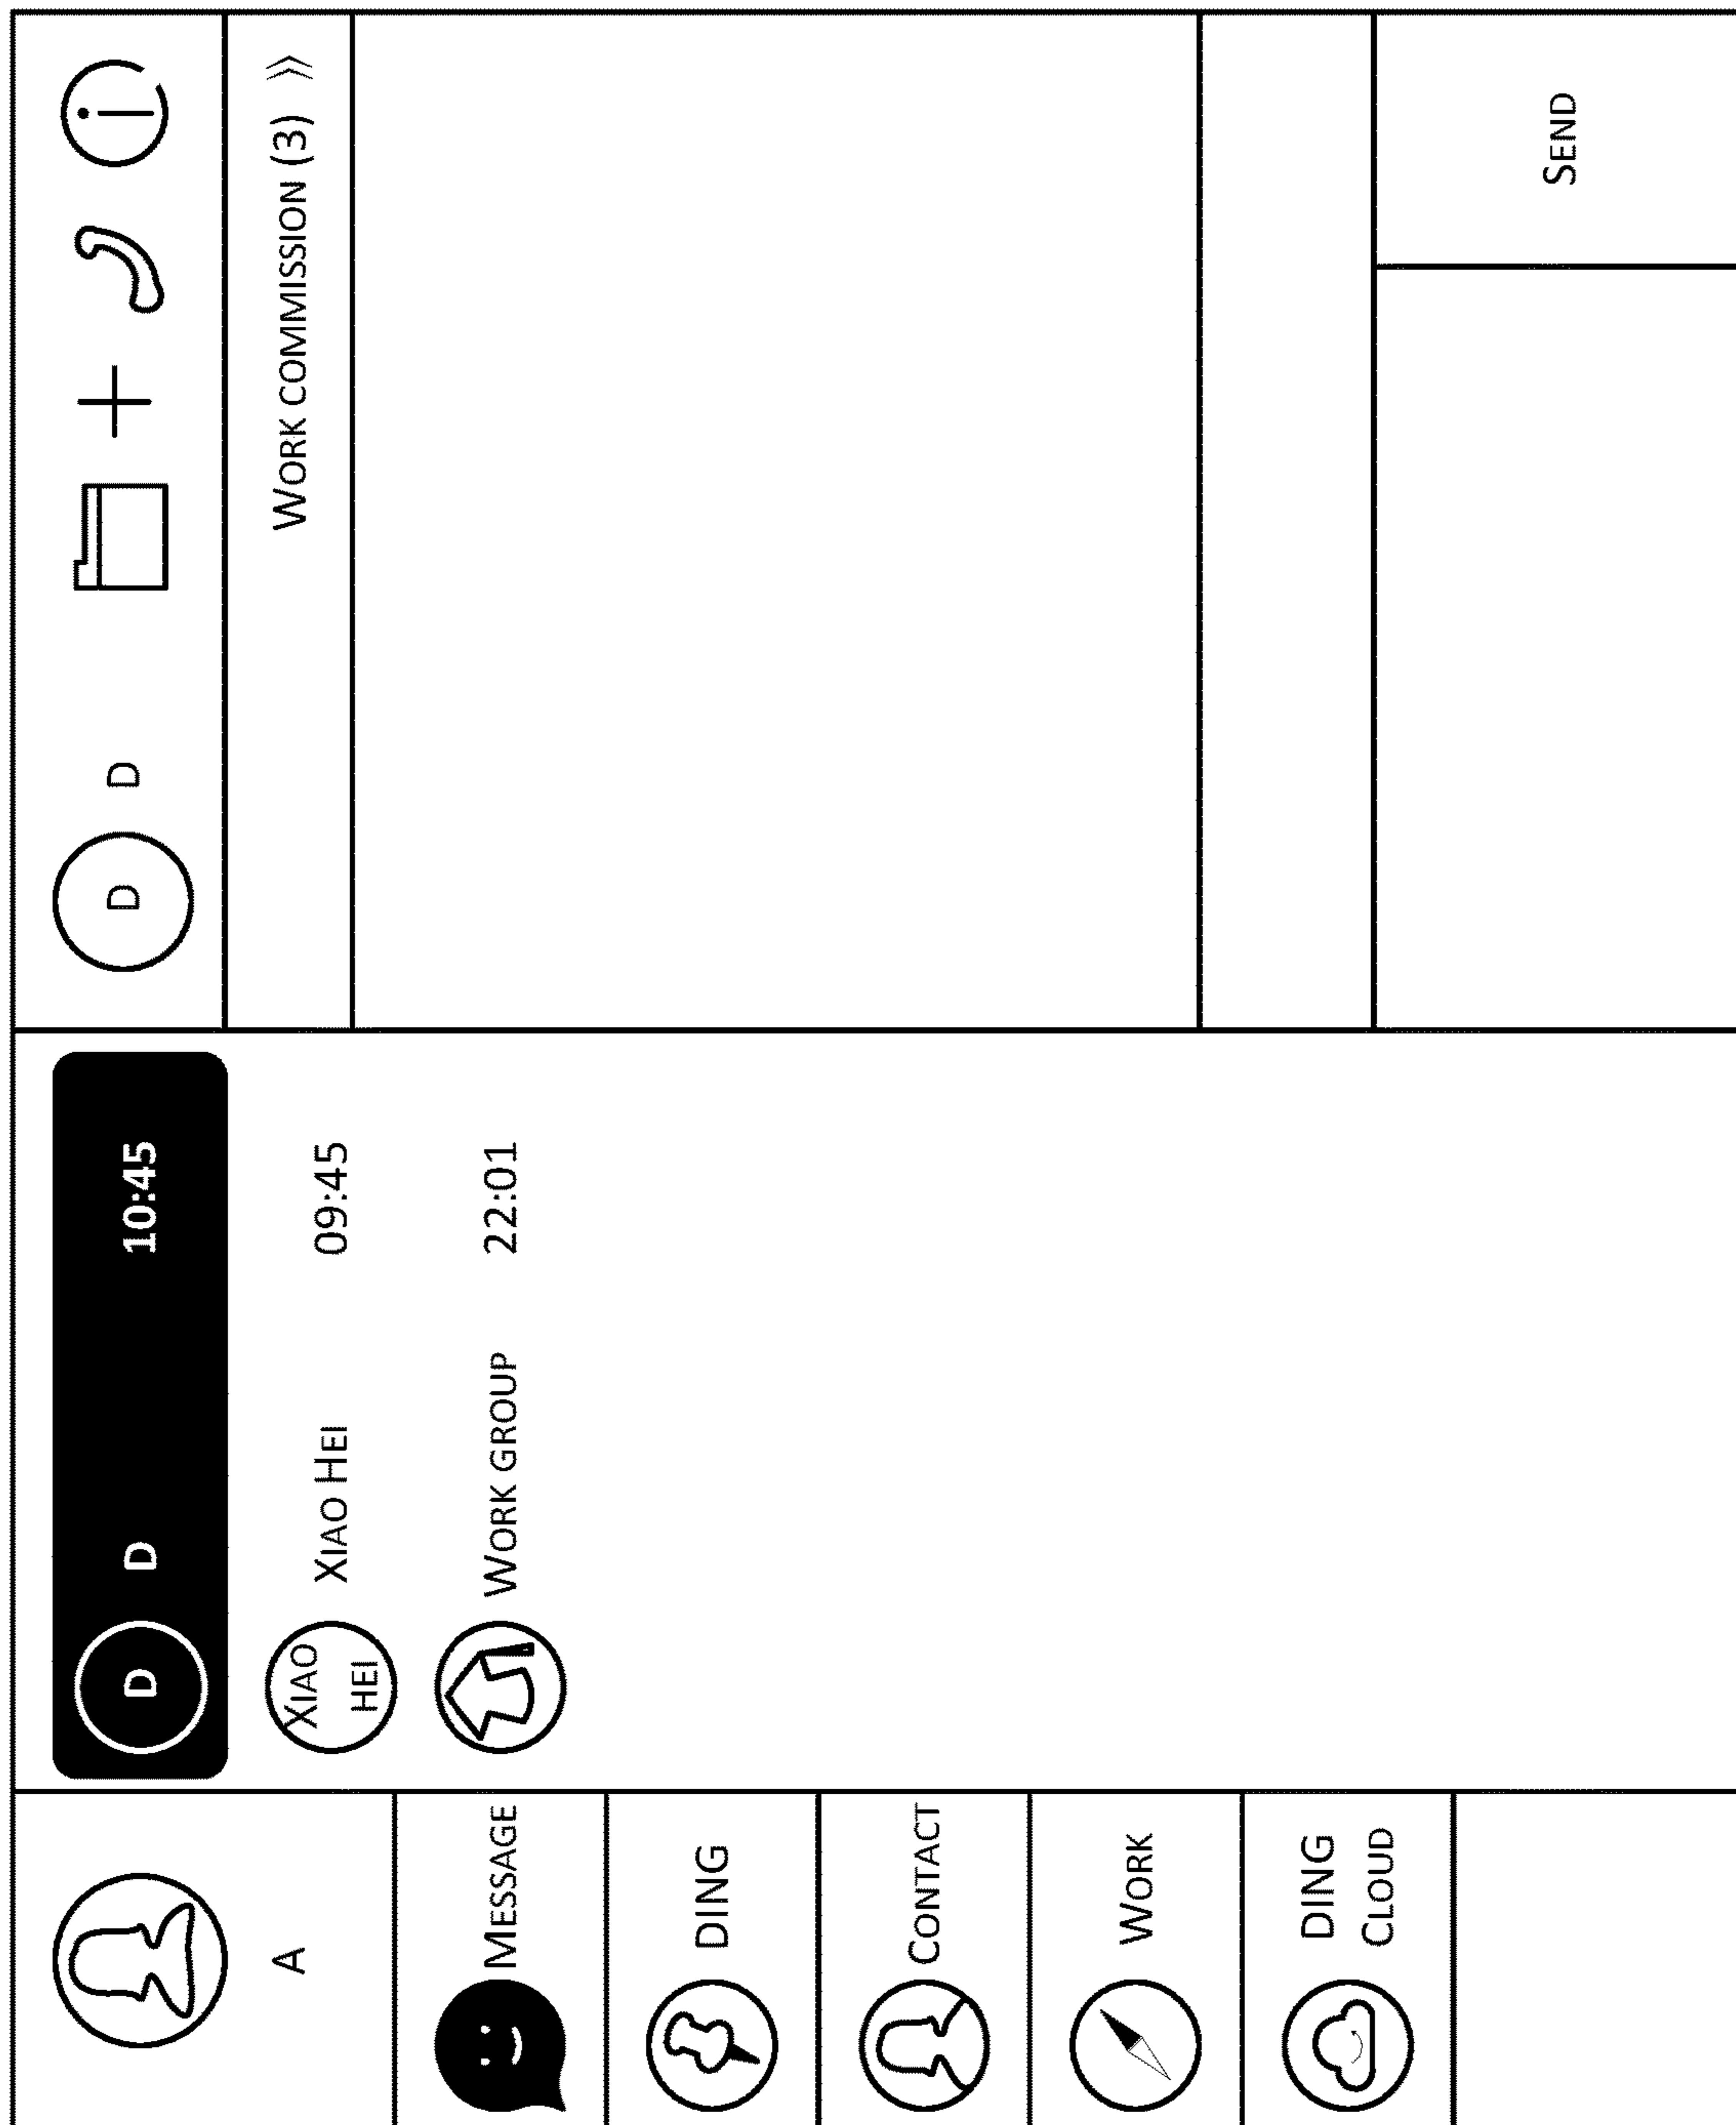 A
MESSAGE
DING
CONTACT
WORK
DING
CLOUD
D D 10:45
XIAO
HEI
XIAO HEI 09:45
WORK GROUP 22:01
D D
WORK COMMISSION (3) 》
SEND